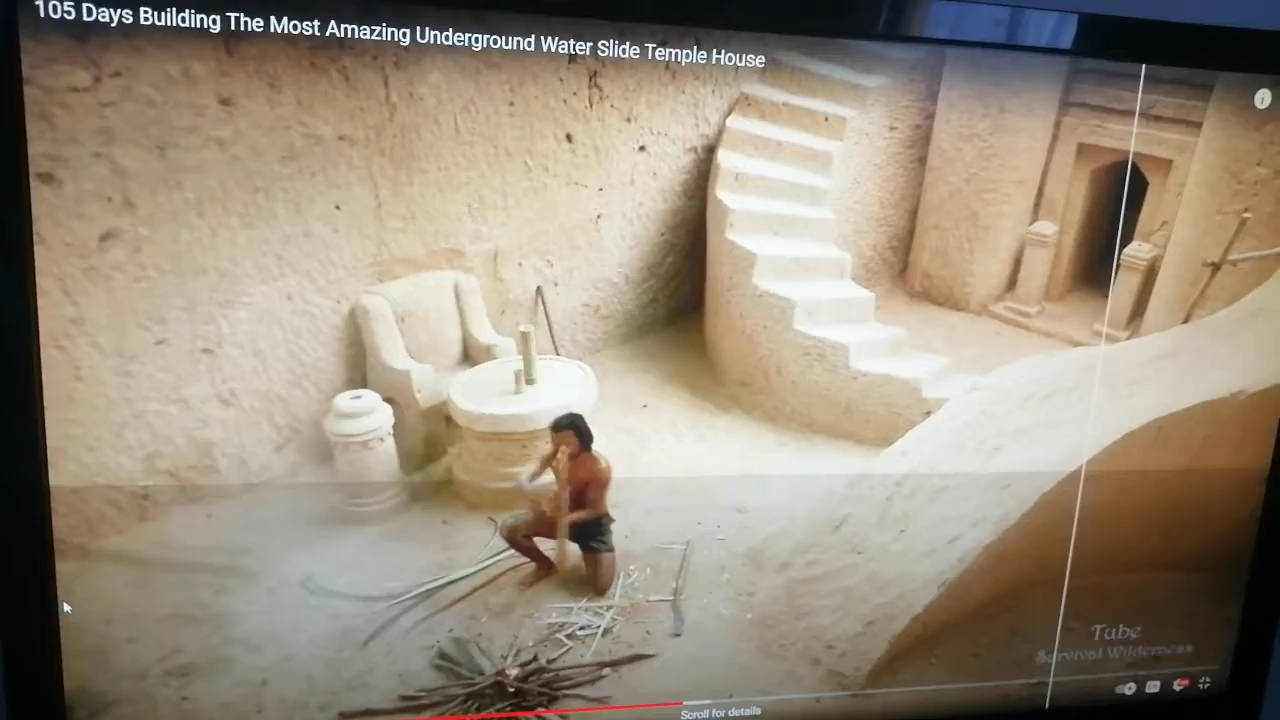 105 Days Building The Most Amazing Underground Water Slide Temple House
Tube
Survival Wilderness
Scroll for details